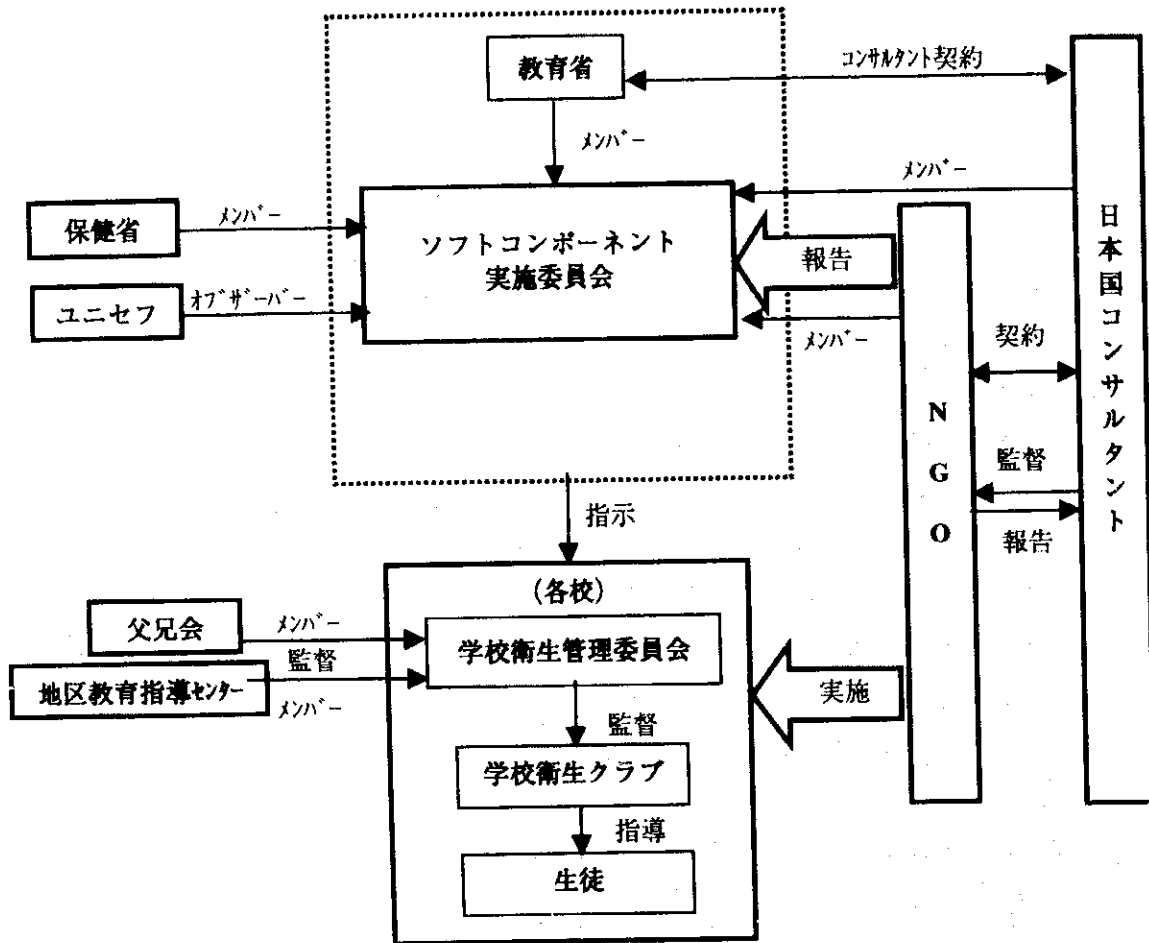 教育省
コンサルタント契約
メンバー
メンバー
保健省
メンバー
ソフトコンポーネント
実施委員会
報告
ユニセフ
オブザーバー
メンバー
契約
日本国コンサルタント
NGO
監督
報告
指示
(各校)
父兄会
メンバー
学校衛生管理委員会
地区教育指導センター
監督
メンバー
実施
監督
学校衛生クラブ
指導
生徒